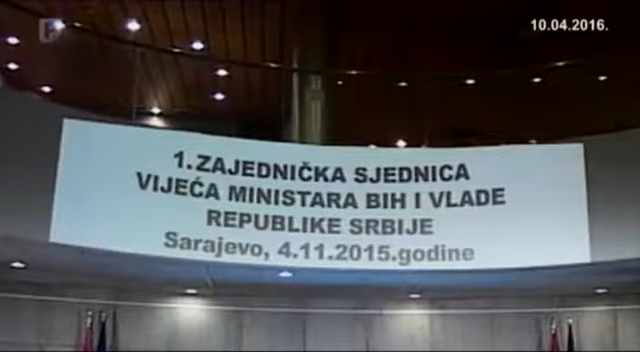 10.04.2016.
1.ZAJEDNIČKA SJEDNICA
VIJEĆA MINISTARA BIH I VLADE
REPUBLIKE SRBIJE
Sarajevo, 4.11.2015.godine